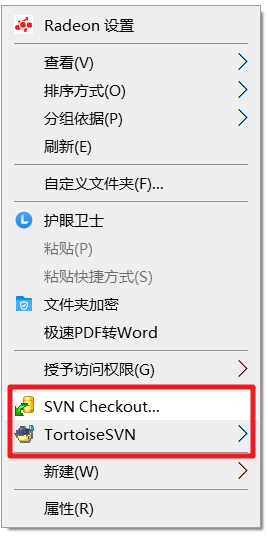 Radeon 设置
查看(V)
排序方式(O)
分组依据(P)
刷新(E)
自定义文件夹(F)...
护眼卫士
粘贴(P)
粘贴快捷方式(S)
文件夹加密
极速PDF转Word
授予访问权限(G)
SVN Checkout...
TortoiseSVN
新建(W)
属性(R)